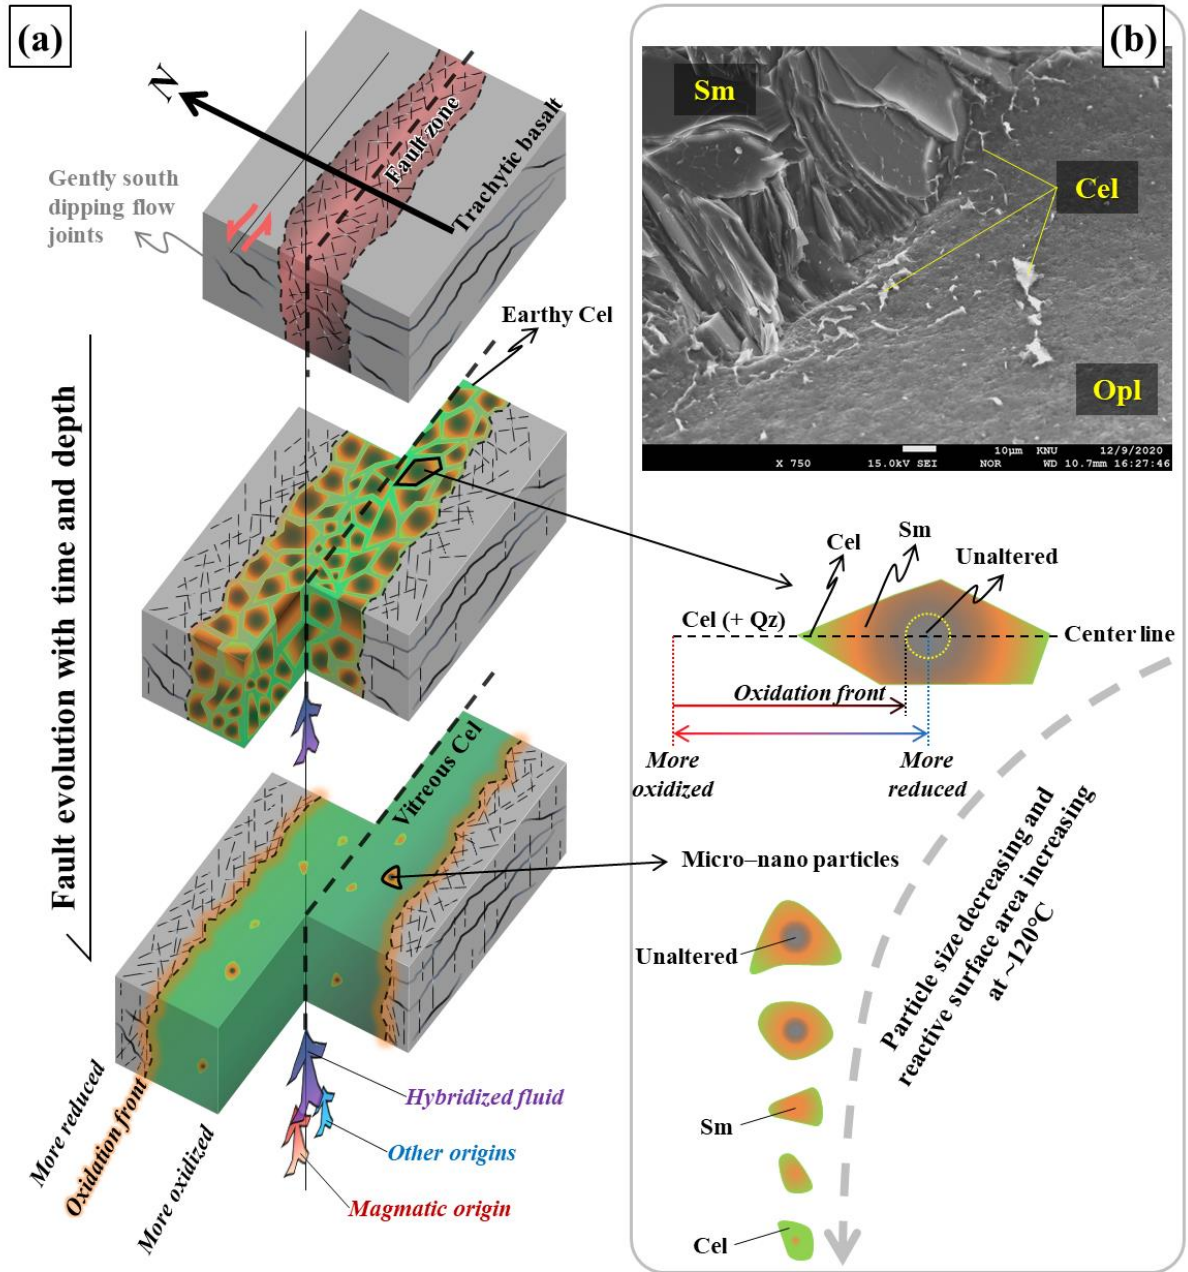 (a)
N
Fault zone
Trachytic basalt
Gently south
dipping flow
joints
Earthy Cel
Fault evolution with time and depth
Vitreous Cel
More reduced
Oxidation front
More oxidized
Hybridized fluid
Other origins
Magmatic origin
(b)
Sm
Cel
Opl
10µm KNU 12/9/2020
X 750 15.0kV SEI NOR WD 10.7mm 16:27:46
Cel
Sm
Unaltered
Cel (+ Qz)
Center line
Oxidation front
More
oxidized
More
reduced
Micro–nano particles
Particle size decreasing and
reactive surface area increasing
at ~120°C
Unaltered
Sm
Cel